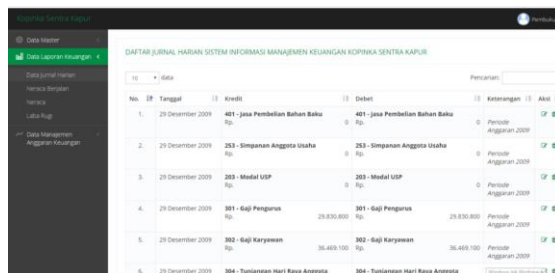 Kopinka Sentra Kapur
Pembuku
Data Master
Data Laporan Keuangan
Data Jurnal Harian
Neraca Berjalan
Neraca
Laba Rugi
Data Manajemen
Anggaran Keuangan
DAFTAR JURNAL HARIAN SISTEM INFORMASI MANAJEMEN KEUANGAN KOPINKA SENTRA KAPUR
10 data
Pencarian:
No. Tanggal Kredit Debet Keterangan Aksi
1. 29 Desember 2009 401 - Jasa Pembelian Bahan Baku 401 - Jasa Pembelian Bahan Baku
Rp. 0 Rp. 0 Periode
Anggaran 2009
2. 29 Desember 2009 253 - Simpanan Anggota Usaha 253 - Simpanan Anggota Usaha
Rp. 0 Rp. 0 Periode
Anggaran 2009
3. 29 Desember 2009 203 - Modal USP 203 - Modal USP
Rp. 0 Rp. 0 Periode
Anggaran 2009
4. 29 Desember 2009 301 - Gaji Pengurus 301 - Gaji Pengurus
Rp. 29.830.800 Rp. 29.830.800 Periode
Anggaran 2009
5. 29 Desember 2009 302 - Gaji Karyawan 302 - Gaji Karyawan
Rp. 36.469.100 Rp. 36.469.100 Periode
Anggaran 2009
6. 29 Desember 2009 304 - Tunjangan Hari Raya Anggota 304 - Tunjangan Hari Raya Anggota